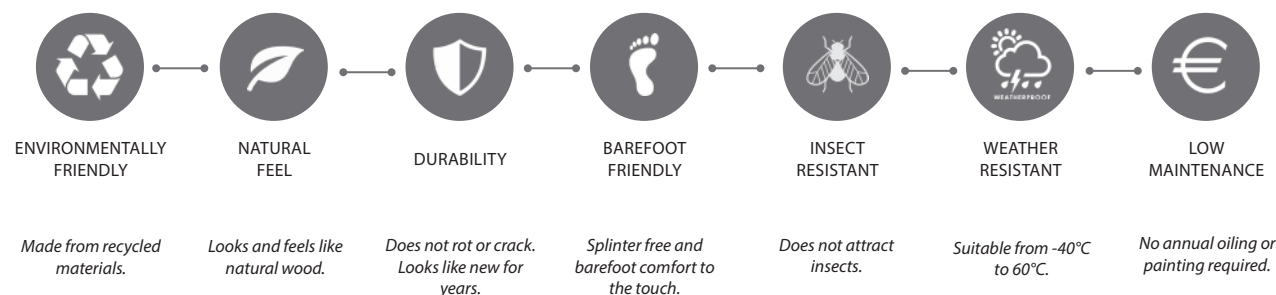 WEATHERPROOF
ENVIRONMENTALLY
FRIENDLY
NATURAL
FEEL
DURABILITY
BAREFOOT
FRIENDLY
INSECT
RESISTANT
WEATHER
RESISTANT
LOW
MAINTENANCE
Made from recycled
materials.
Looks and feels like
natural wood.
Does not rot or crack.
Looks like new for
years.
Splinter free and
barefoot comfort to
the touch.
Does not attract
insects.
Suitable from -40°C
to 60°C.
No annual oiling or
painting required.